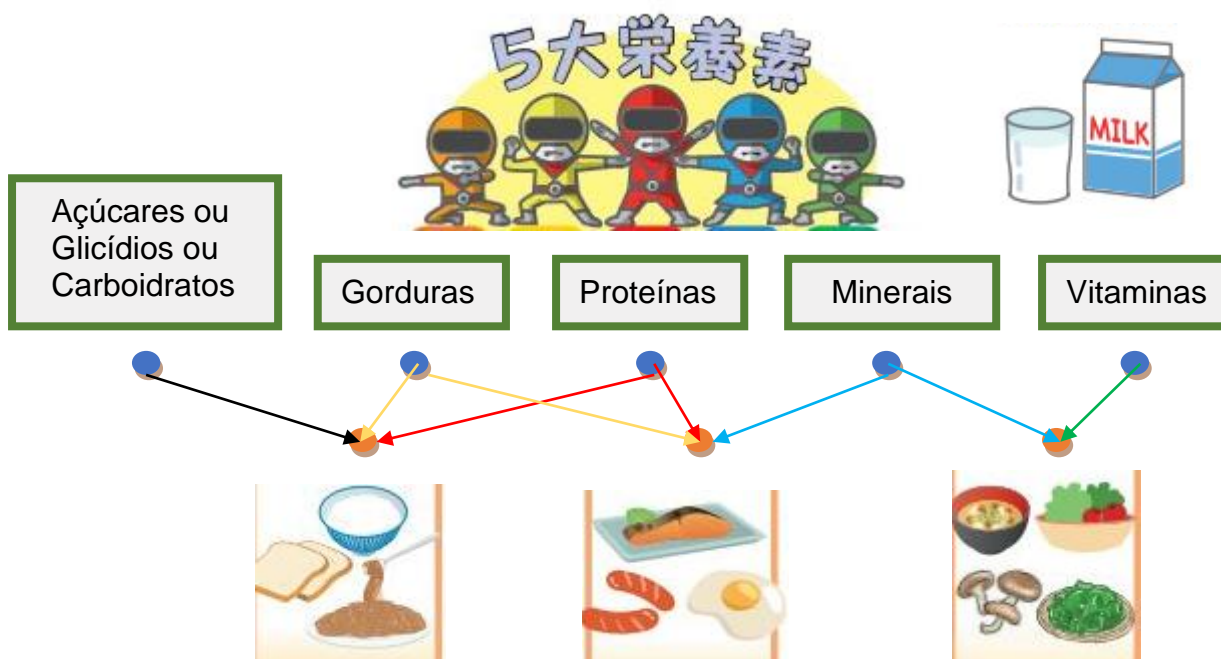 5大栄養素
MILK
Açúcares ou
Glicídios ou
Carboidratos
Gorduras
Proteínas
Minerais
Vitaminas